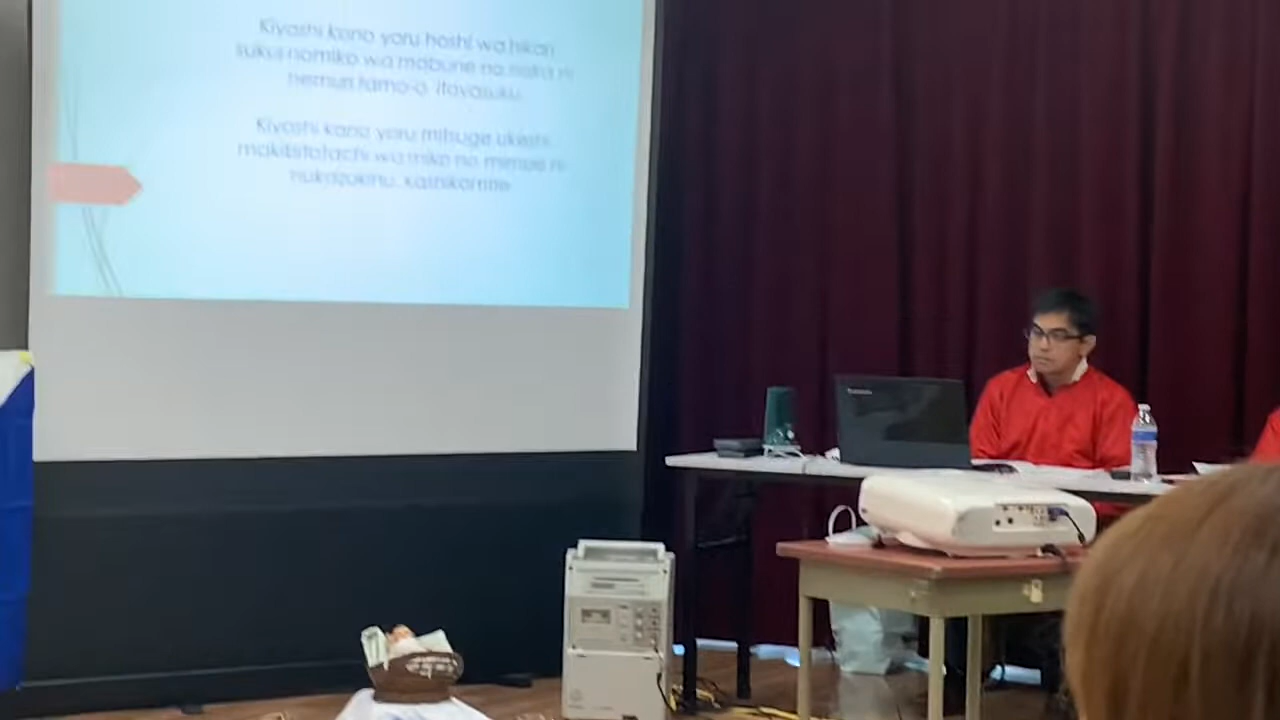 Kiyoshi kono yoru hoshi wa hikari
sukui nomiko wa mabune no naka ni
nemuri tamo-o, itoyasuku
Kiyoshi kono yoru mitsuge ukeshi
makibitotachi wa miko no mimae ni
nukazukinu, kashikomite